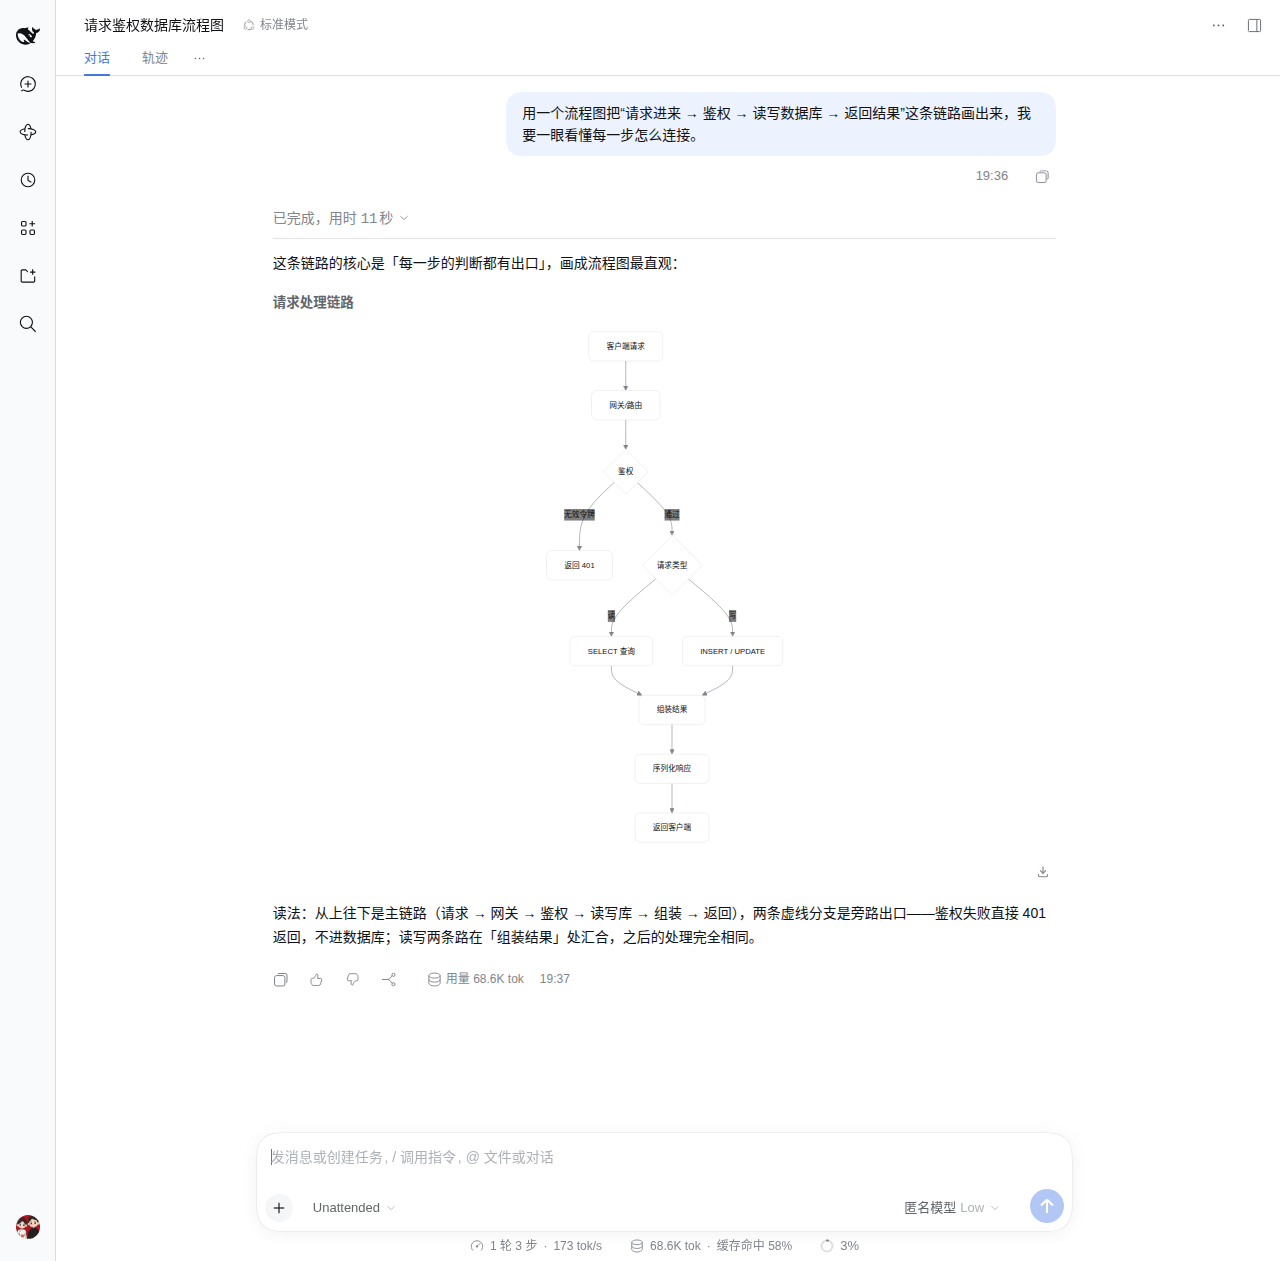 请求鉴权数据库流程图
标准模式
对话
轨迹
用一个流程图把“请求进来 → 鉴权 → 读写数据库 → 返回结果”这条链路画出来，我
要一眼看懂每一步怎么连接。
19:36
已完成，用时 11秒
这条链路的核心是「每一步的判断都有出口」，画成流程图最直观：
请求处理链路
客户端请求
网关/路由
鉴权
无效令牌
通过
返回 401
请求类型
读
写
SELECT 查询
INSERT / UPDATE
组装结果
序列化响应
返回客户端
读法：从上往下是主链路（请求 → 网关 → 鉴权 → 读写库 → 组装 → 返回），两条虚线分支是旁路出口——鉴权失败直接 401
返回，不进数据库；读写两条路在「组装结果」处汇合，之后的处理完全相同。
用量 68.6K tok 19:37
发消息或创建任务，/ 调用指令，@ 文件或对话
Unattended
匿名模型 Low
1 轮 3 步 · 173 tok/s
68.6K tok · 缓存命中 58%
3%